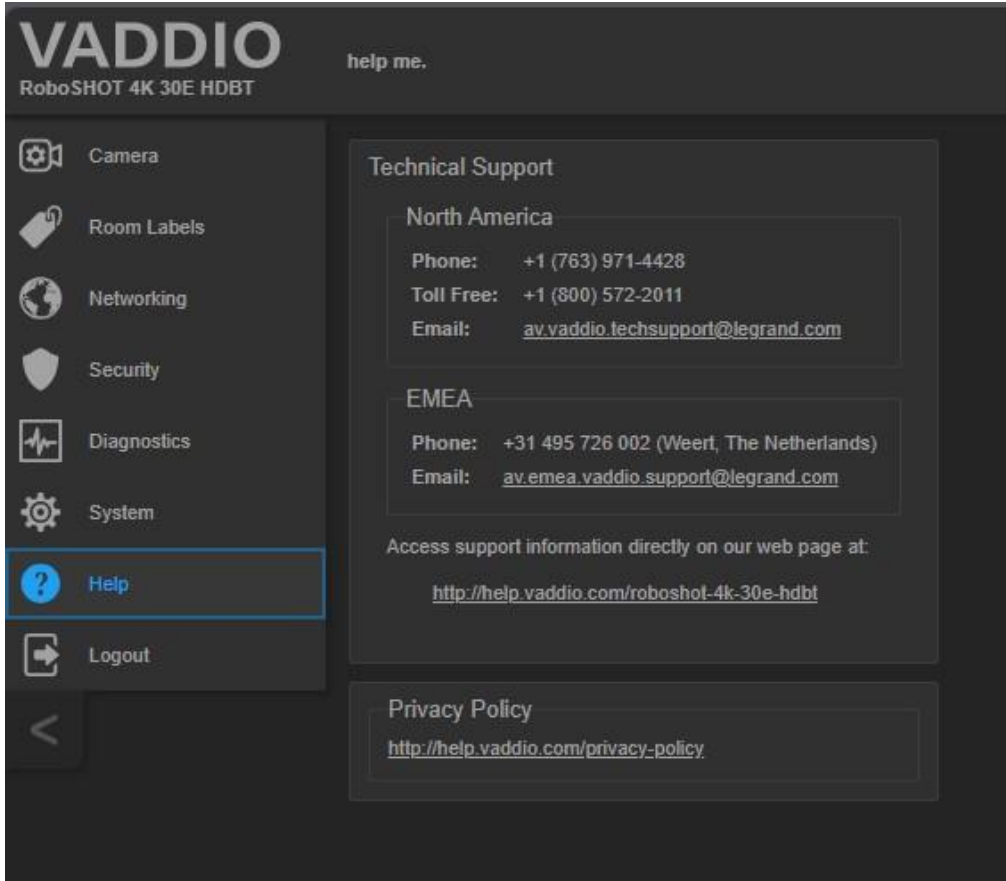 VADDIO
RoboSHOT 4K 30E HDBT
help me.
Camera
Room Labels
Networking
Security
Diagnostics
System
Help
Logout
Technical Support
North America
Phone: +1 (763) 971-4428
Toll Free: +1 (800) 572-2011
Email: av.vaddio.techsupport@legrand.com
EMEA
Phone: +31 495 726 002 (Weert, The Netherlands)
Email: av.emea.vaddio.support@legrand.com
Access support information directly on our web page at:
http://help.vaddio.com/roboshot-4k-30e-hdbt
Privacy Policy
http://help.vaddio.com/privacy-policy